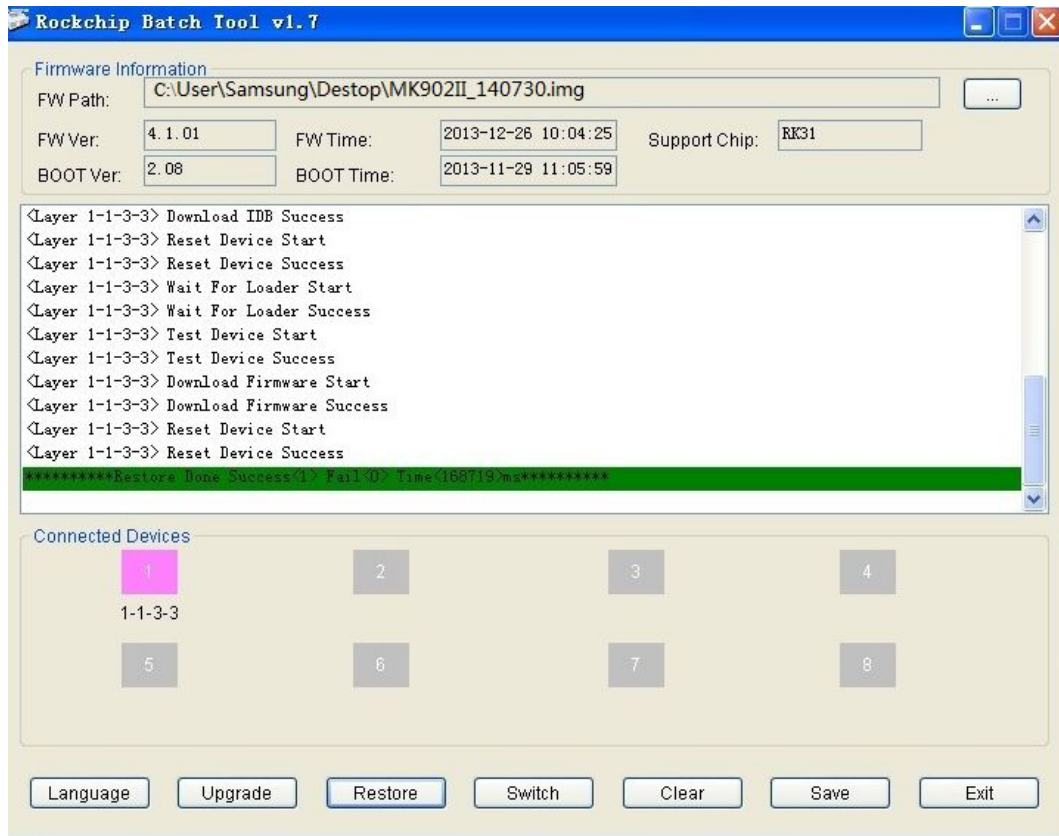 Rockchip Batch Tool v1.7
Firmware Information
FW Path: C:\User\Samsung\Destop\MK902II_140730.img ...
FW Ver: 4.1.01 FW Time: 2013-12-26 10:04:25 Support Chip: RK31
BOOT Ver: 2.08 BOOT Time: 2013-11-29 11:05:59
<Layer 1-1-3-3> Download IDB Success
<Layer 1-1-3-3> Reset Device Start
<Layer 1-1-3-3> Reset Device Success
<Layer 1-1-3-3> Wait For Loader Start
<Layer 1-1-3-3> Wait For Loader Success
<Layer 1-1-3-3> Test Device Start
<Layer 1-1-3-3> Test Device Success
<Layer 1-1-3-3> Download Firmware Start
<Layer 1-1-3-3> Download Firmware Success
<Layer 1-1-3-3> Reset Device Start
<Layer 1-1-3-3> Reset Device Success
**********Restore Done Success<1> Fail<0> Time<168719>ms**********
Connected Devices
1 2 3 4
1-1-3-3
5 6 7 8
Language Upgrade Restore Switch Clear Save Exit